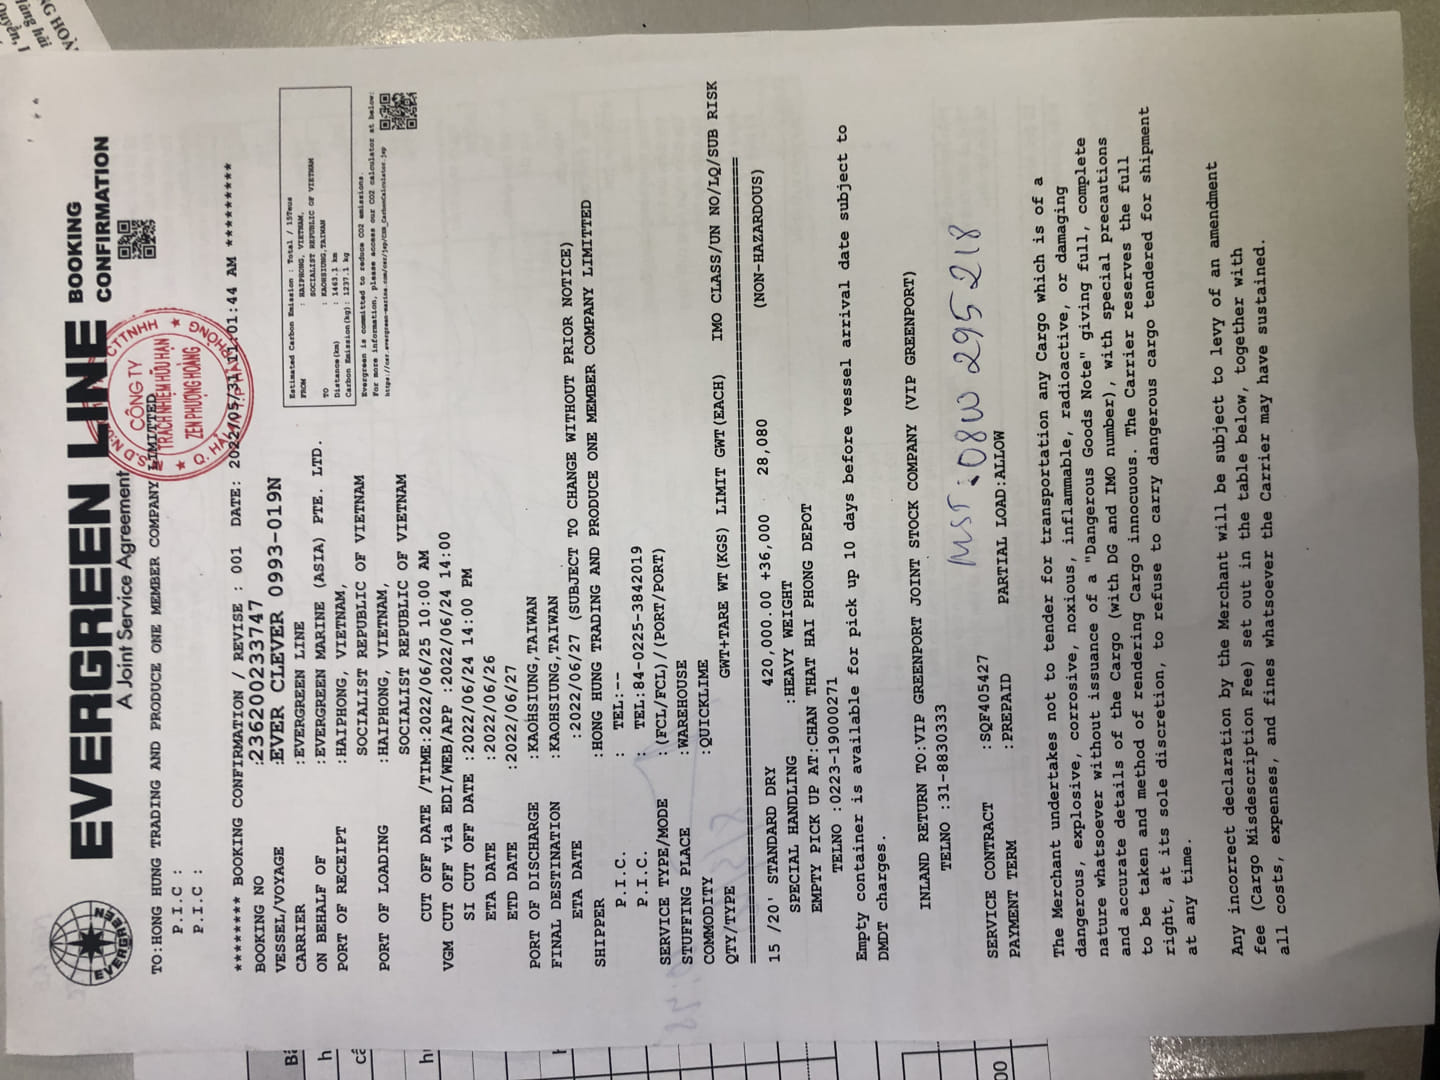 EVERGREEN
EVERGREEN LINE
A Joint Service Agreement
BOOKING
CONFIRMATION
CÔNG TY
TRÁCH NHIỆM HỮU HẠN
ZEN PHƯỢNG HOÀNG
TO:HONG HUNG TRADING AND PRODUCE ONE MEMBER COMPANY LIMITTED
P.I.C :
P.I.C :
******** BOOKING CONFIRMATION / REVISE : 001 DATE: 2022/05/31 11:01:44 AM *********
BOOKING NO :236200233747
VESSEL/VOYAGE :EVER CLEVER 0993-019N
CARRIER :EVERGREEN LINE
ON BEHALF OF :EVERGREEN MARINE (ASIA) PTE. LTD.
PORT OF RECEIPT :HAIPHONG, VIETNAM,
SOCIALIST REPUBLIC OF VIETNAM
PORT OF LOADING :HAIPHONG, VIETNAM,
SOCIALIST REPUBLIC OF VIETNAM
Estimated Carbon Emission : Total / 15Teus
FROM : HAIPHONG, VIETNAM,
SOCIALIST REPUBLIC OF VIETNAM
TO : KAOHSIUNG,TAIWAN
Distance(km) : 1463.1 km
Carbon Emission(kg): 1237.1 kg
Evergreen is committed to reduce CO2 emissions.
For more information, please access our CO2 calculator at below:
https://csr.evergreen-marine.com/csr/jsp/CSR_CarbonCalculator.jsp
CUT OFF DATE /TIME:2022/06/25 10:00 AM
VGM CUT OFF via EDI/WEB/APP :2022/06/24 14:00
SI CUT OFF DATE :2022/06/24 14:00 PM
ETA DATE :2022/06/26
ETD DATE :2022/06/27
PORT OF DISCHARGE :KAOHSIUNG,TAIWAN
FINAL DESTINATION :KAOHSIUNG,TAIWAN
ETA DATE :2022/06/27 (SUBJECT TO CHANGE WITHOUT PRIOR NOTICE)
SHIPPER :HONG HUNG TRADING AND PRODUCE ONE MEMBER COMPANY LIMITTED
P.I.C. : TEL:--
P.I.C. : TEL:84-0225-3842019
SERVICE TYPE/MODE :(FCL/FCL)/(PORT/PORT)
STUFFING PLACE :WAREHOUSE
COMMODITY :QUICKLIME
QTY/TYPE GWT+TARE WT(KGS) LIMIT GWT(EACH) IMO CLASS/UN NO/LQ/SUB RISK
15 /20' STANDARD DRY 420,000.00 +36,000 28,080 (NON-HAZARDOUS)
SPECIAL HANDLING :HEAVY WEIGHT
EMPTY PICK UP AT:CHAN THAT HAI PHONG DEPOT
TELNO :0223-19000271
Empty container is available for pick up 10 days before vessel arrival date subject to
DMDT charges.
INLAND RETURN TO:VIP GREENPORT JOINT STOCK COMPANY (VIP GREENPORT)
TELNO :31-8830333
MST: 295218
SERVICE CONTRACT :SQF405427
PAYMENT TERM :PREPAID PARTIAL LOAD:ALLOW
The Merchant undertakes not to tender for transportation any Cargo which is of a
dangerous, explosive, corrosive, noxious, inflammable, radioactive, or damaging
nature whatsoever without issuance of a "Dangerous Goods Note" giving full, complete
and accurate details of the Cargo (with DG and IMO number), with special precautions
to be taken and method of rendering Cargo innocuous. The Carrier reserves the full
right, at its sole discretion, to refuse to carry dangerous cargo tendered for shipment
at any time.
Any incorrect declaration by the Merchant will be subject to levy of an amendment
fee (Cargo Misdescription Fee) set out in the table below, together with
all costs, expenses, and fines whatsoever the Carrier may have sustained.